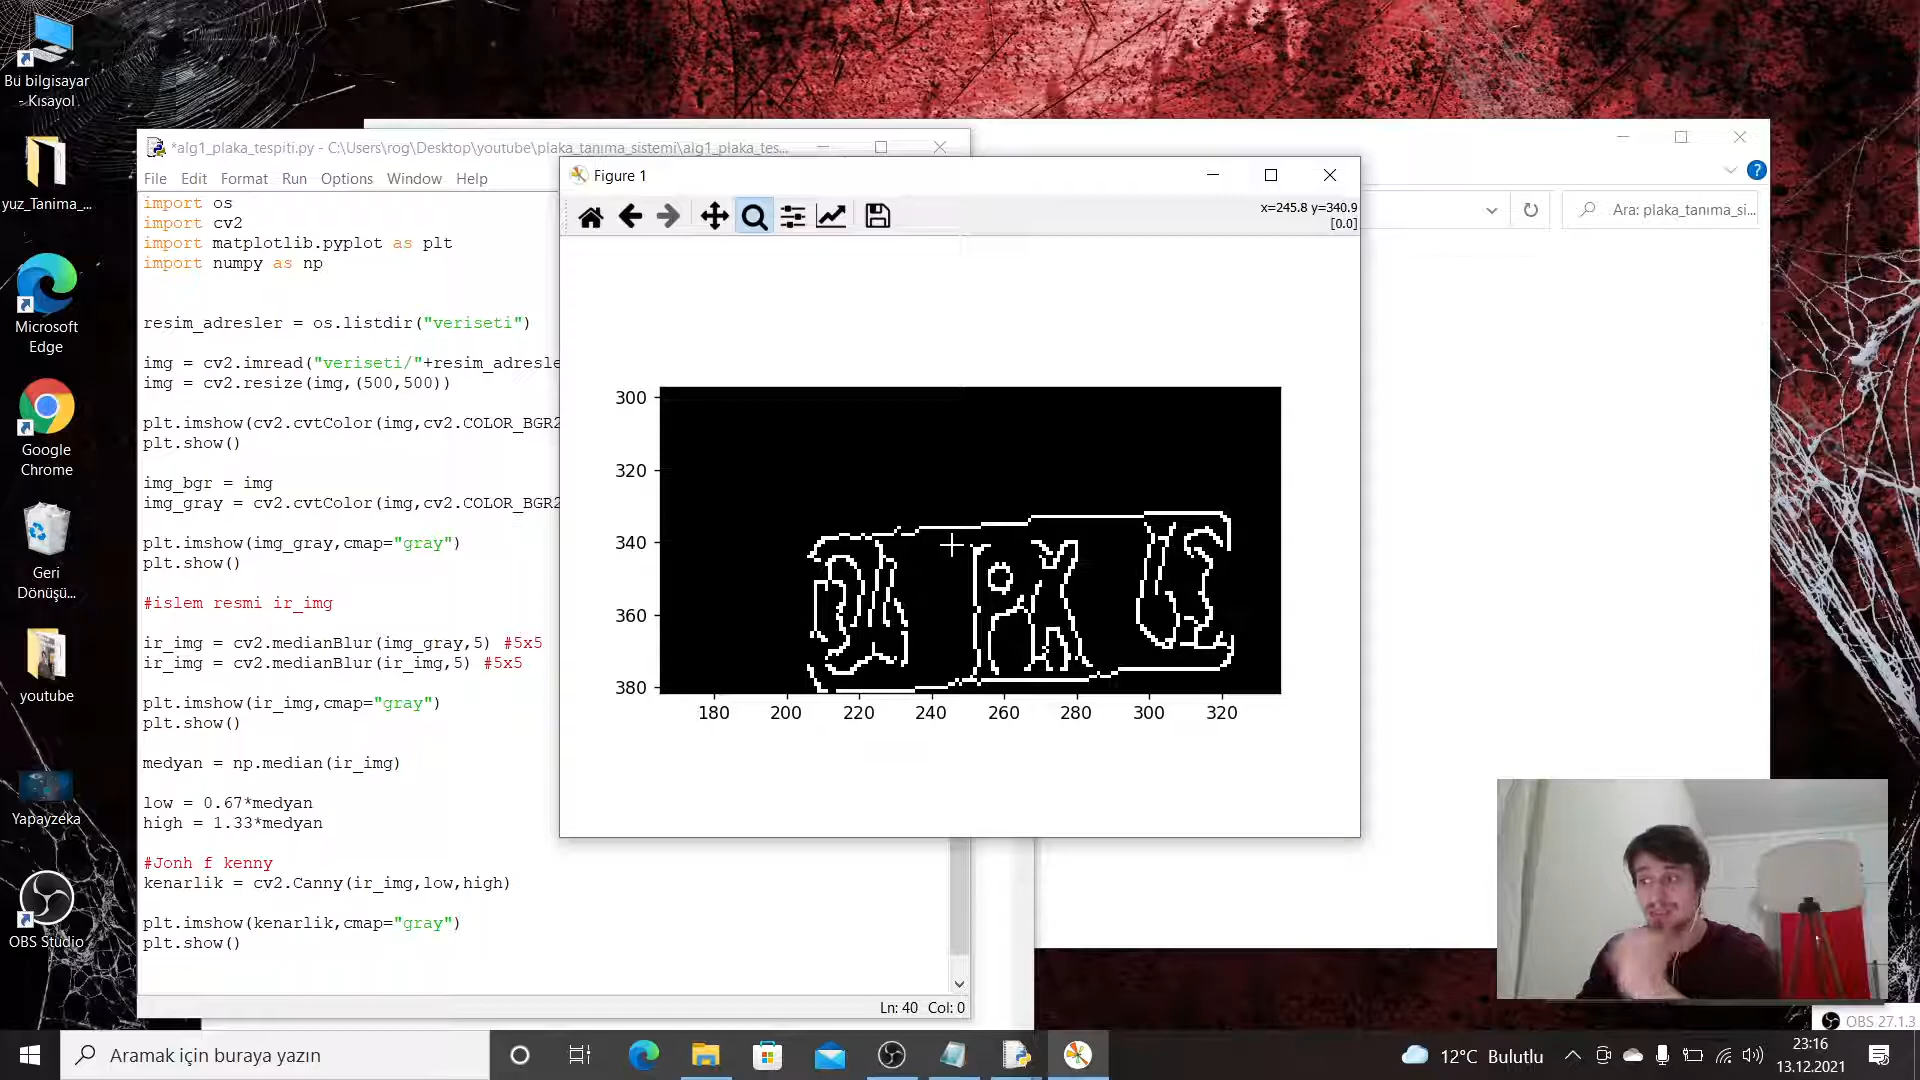 Bu bilgisayar
- Kısayol
yuz_Tanima_...
Microsoft
Edge
Google
Chrome
Geri
Dönüşü...
youtube
Yapayzeka
OBS Studio
*alg1_plaka_tespiti.py - C:\Users\rog\Desktop\youtube\plaka_tanıma_sistemi\alg1_plaka_tes...
File Edit Format Run Options Window Help
import os
import cv2
import matplotlib.pyplot as plt
import numpy as np
resim_adresler = os.listdir("veriseti")
img = cv2.imread("veriseti/"+resim_adresle
img = cv2.resize(img,(500,500))
plt.imshow(cv2.cvtColor(img,cv2.COLOR_BGR2
plt.show()
img_bgr = img
img_gray = cv2.cvtColor(img,cv2.COLOR_BGR2
plt.imshow(img_gray,cmap="gray")
plt.show()
#islem resmi ir_img
ir_img = cv2.medianBlur(img_gray,5) #5x5
ir_img = cv2.medianBlur(ir_img,5) #5x5
plt.imshow(ir_img,cmap="gray")
plt.show()
medyan = np.median(ir_img)
low = 0.67*medyan
high = 1.33*medyan
#Jonh f kenny
kenarlik = cv2.Canny(ir_img,low,high)
plt.imshow(kenarlik,cmap="gray")
plt.show()
Ln: 40 Col: 0
Figure 1
x=245.8 y=340.9
[0.0]
300
320
340
360
380
180 200 220 240 260 280 300 320
Ara: plaka_tanıma_si...
OBS 27.1.3
Aramak için buraya yazın
12°C Bulutlu
23:16
13.12.2021